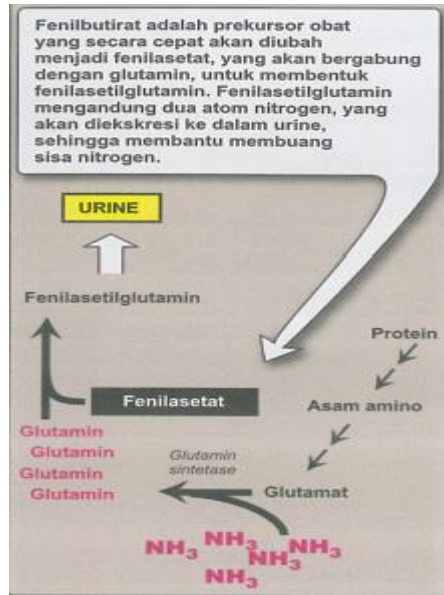 Fenilbutirat adalah prekursor obat
yang secara cepat akan diubah
menjadi fenilasetat, yang akan bergabung
dengan glutamin, untuk membentuk
fenilasetilglutamin. Fenilasetilglutamin
mengandung dua atom nitrogen, yang
akan diekskresi ke dalam urine,
sehingga membantu membuang
sisa nitrogen.
URINE
Fenilasetilglutamin
Protein
Fenilasetat
Asam amino
Glutamin
Glutamin
Glutamin
Glutamin
Glutamin
sintetase
Glutamat
NH3
NH3
NH3
NH3
NH3